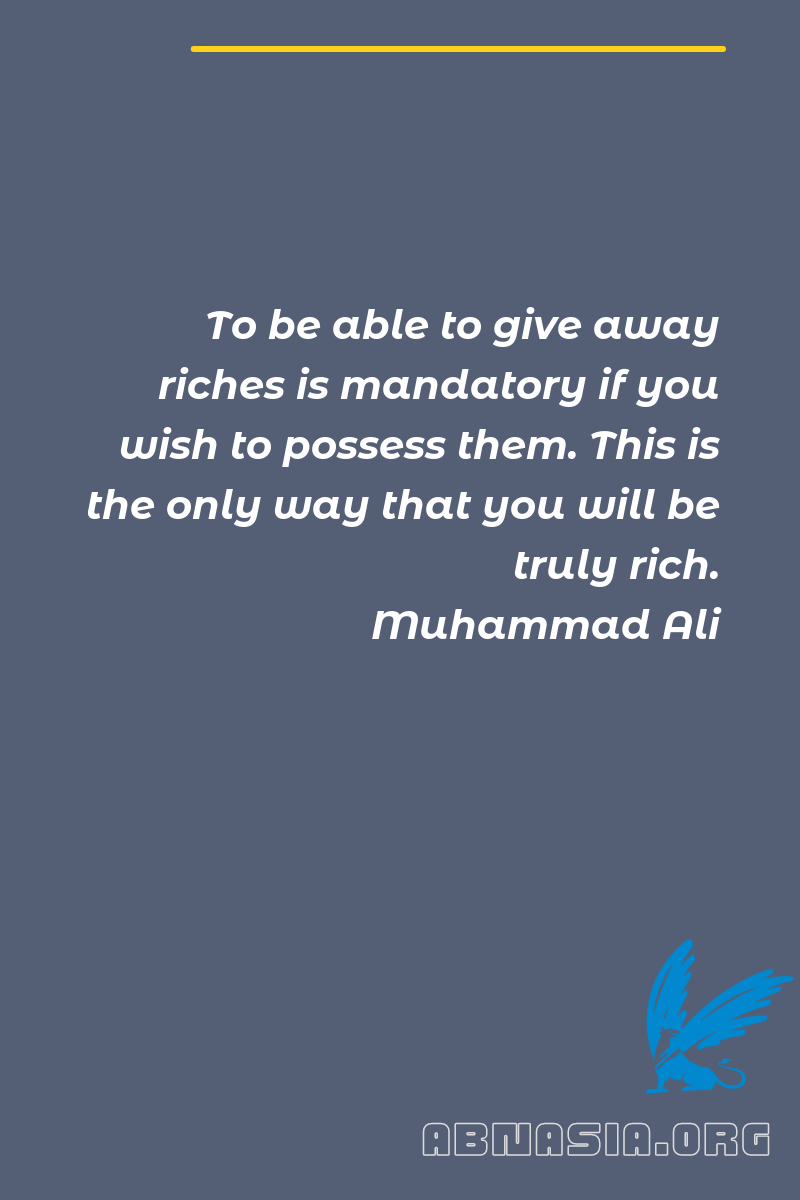 To be able to give away
riches is mandatory if you
wish to possess them. This is
the only way that you will be
truly rich.
Muhammad Ali
ABNASIA.ORG